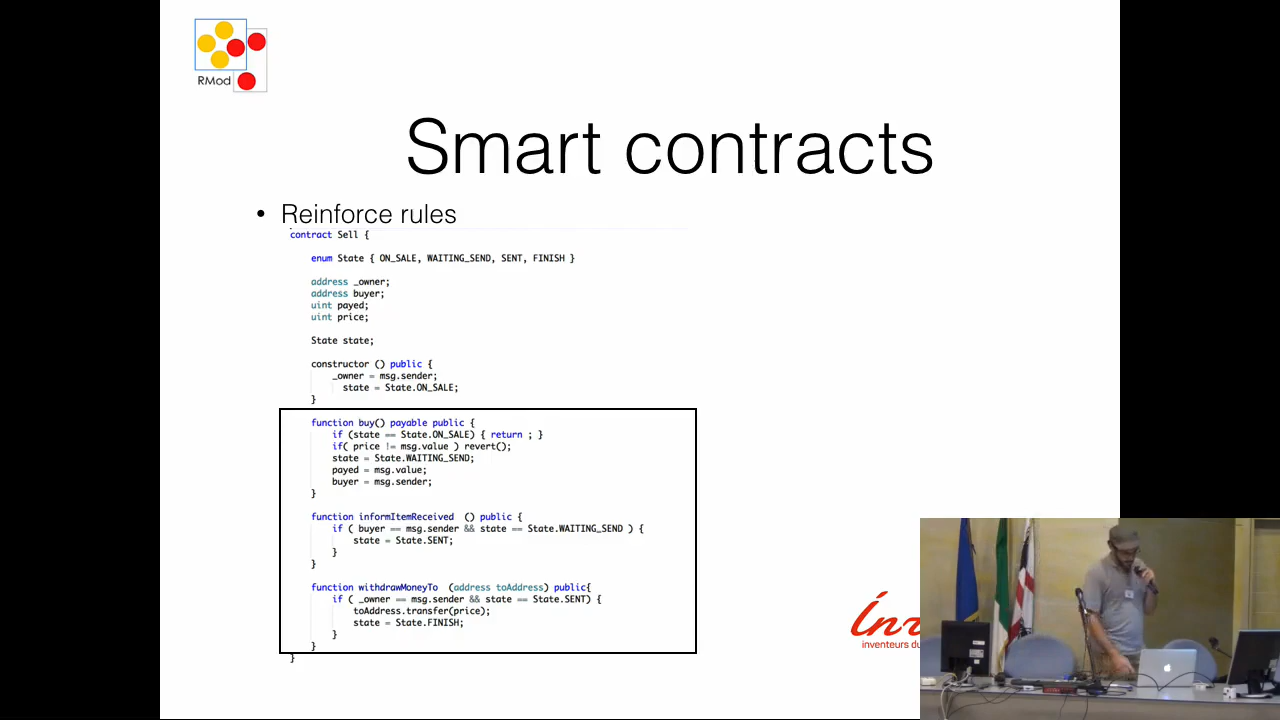 RMod
Smart contracts
• Reinforce rules
contract Sell {
enum State { ON_SALE, WAITING_SEND, SENT, FINISH }
address _owner;
address buyer;
uint payed;
uint price;
State state;
constructor () public {
_owner = msg.sender;
state = State.ON_SALE;
}
function buy() payable public {
if (state == State.ON_SALE) { return ; }
if( price != msg.value ) revert();
state = State.WAITING_SEND;
payed = msg.value;
buyer = msg.sender;
}
function informItemReceived () public {
if ( buyer == msg.sender && state == State.WAITING_SEND ) {
state = State.SENT;
}
}
function withdrawMoneyTo (address toAddress) public{
if ( _owner == msg.sender && state == State.SENT) {
toAddress.transfer(price);
state = State.FINISH;
}
}
}
inventeurs du